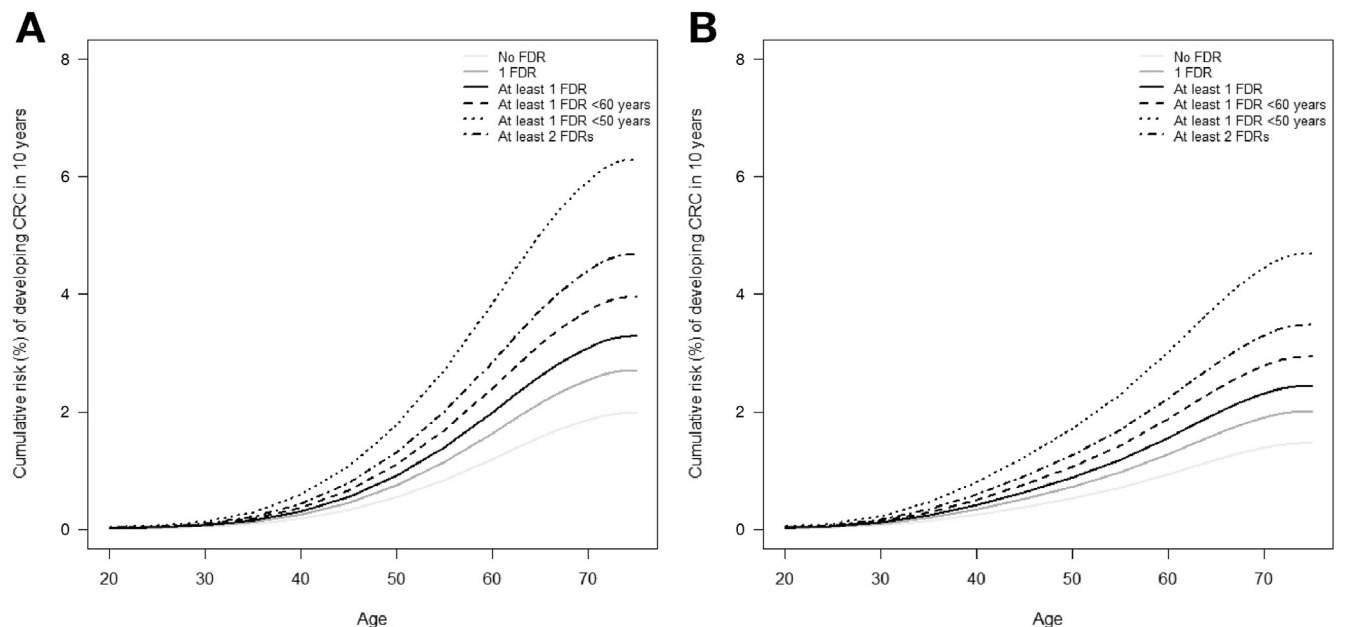 A
Cumulative risk (%) of developing CRC in 10 years
8
6
4
2
0
No FDR
1 FDR
At least 1 FDR
At least 1 FDR <60 years
At least 1 FDR <50 years
At least 2 FDRs
20 30 40 50 60 70
Age
B
Cumulative risk (%) of developing CRC in 10 years
8
6
4
2
0
No FDR
1 FDR
At least 1 FDR
At least 1 FDR <60 years
At least 1 FDR <50 years
At least 2 FDRs
20 30 40 50 60 70
Age